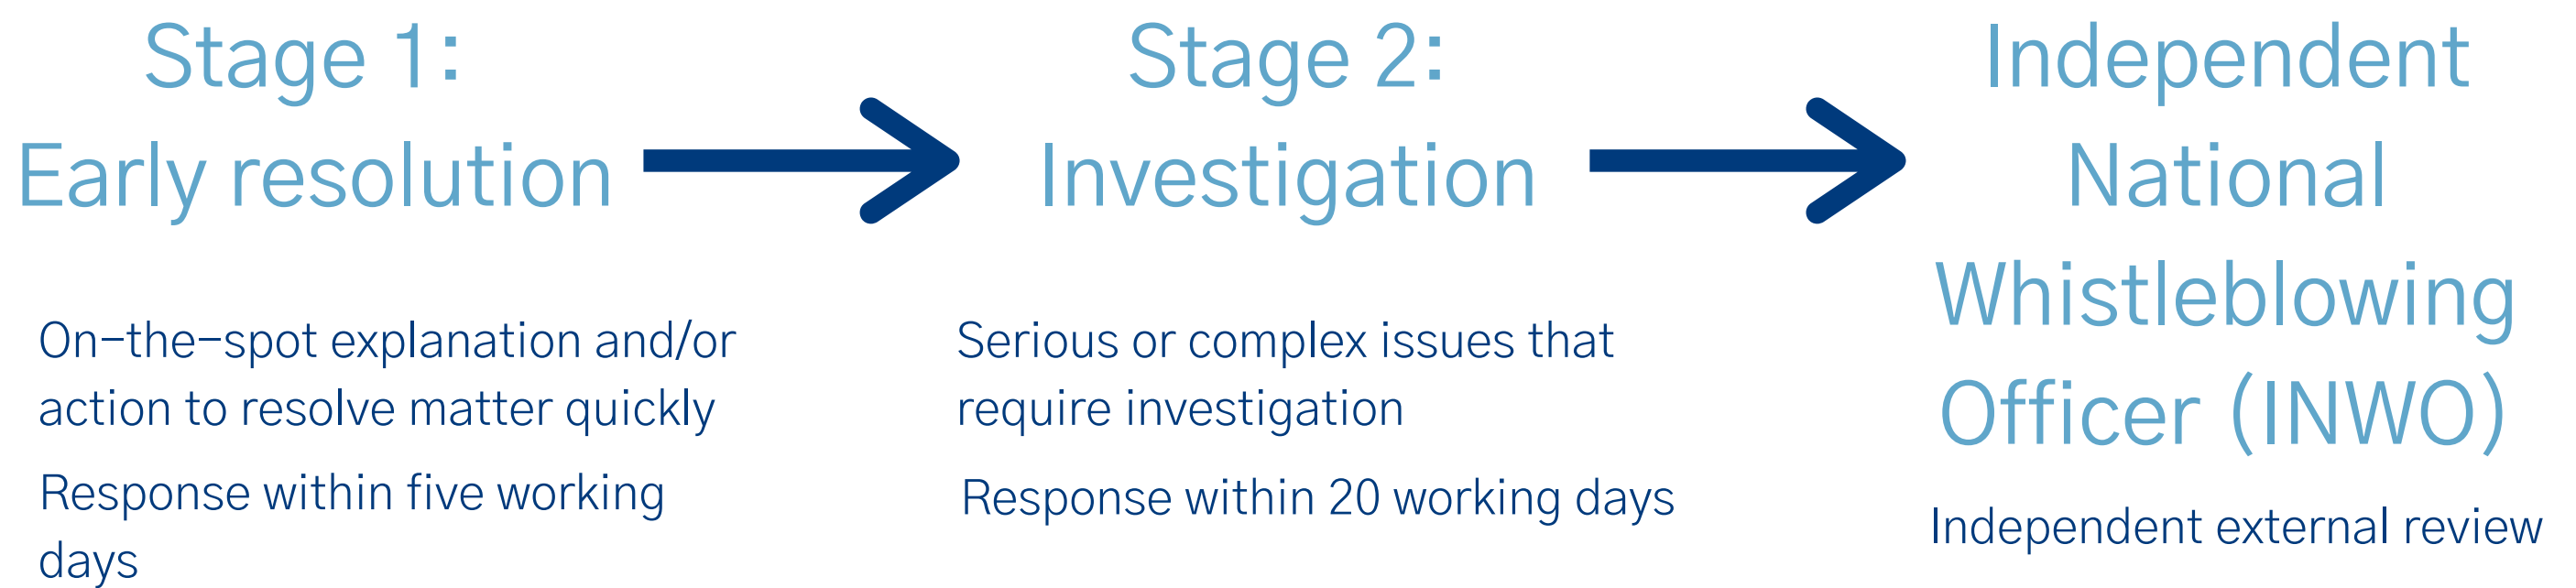 Stage 1:
Early resolution
On-the-spot explanation and/or
action to resolve matter quickly
Response within five working
days
Stage 2:
Investigation
Serious or complex issues that
require investigation
Response within 20 working days
Independent
National
Whistleblowing
Officer (INWO)
Independent external review